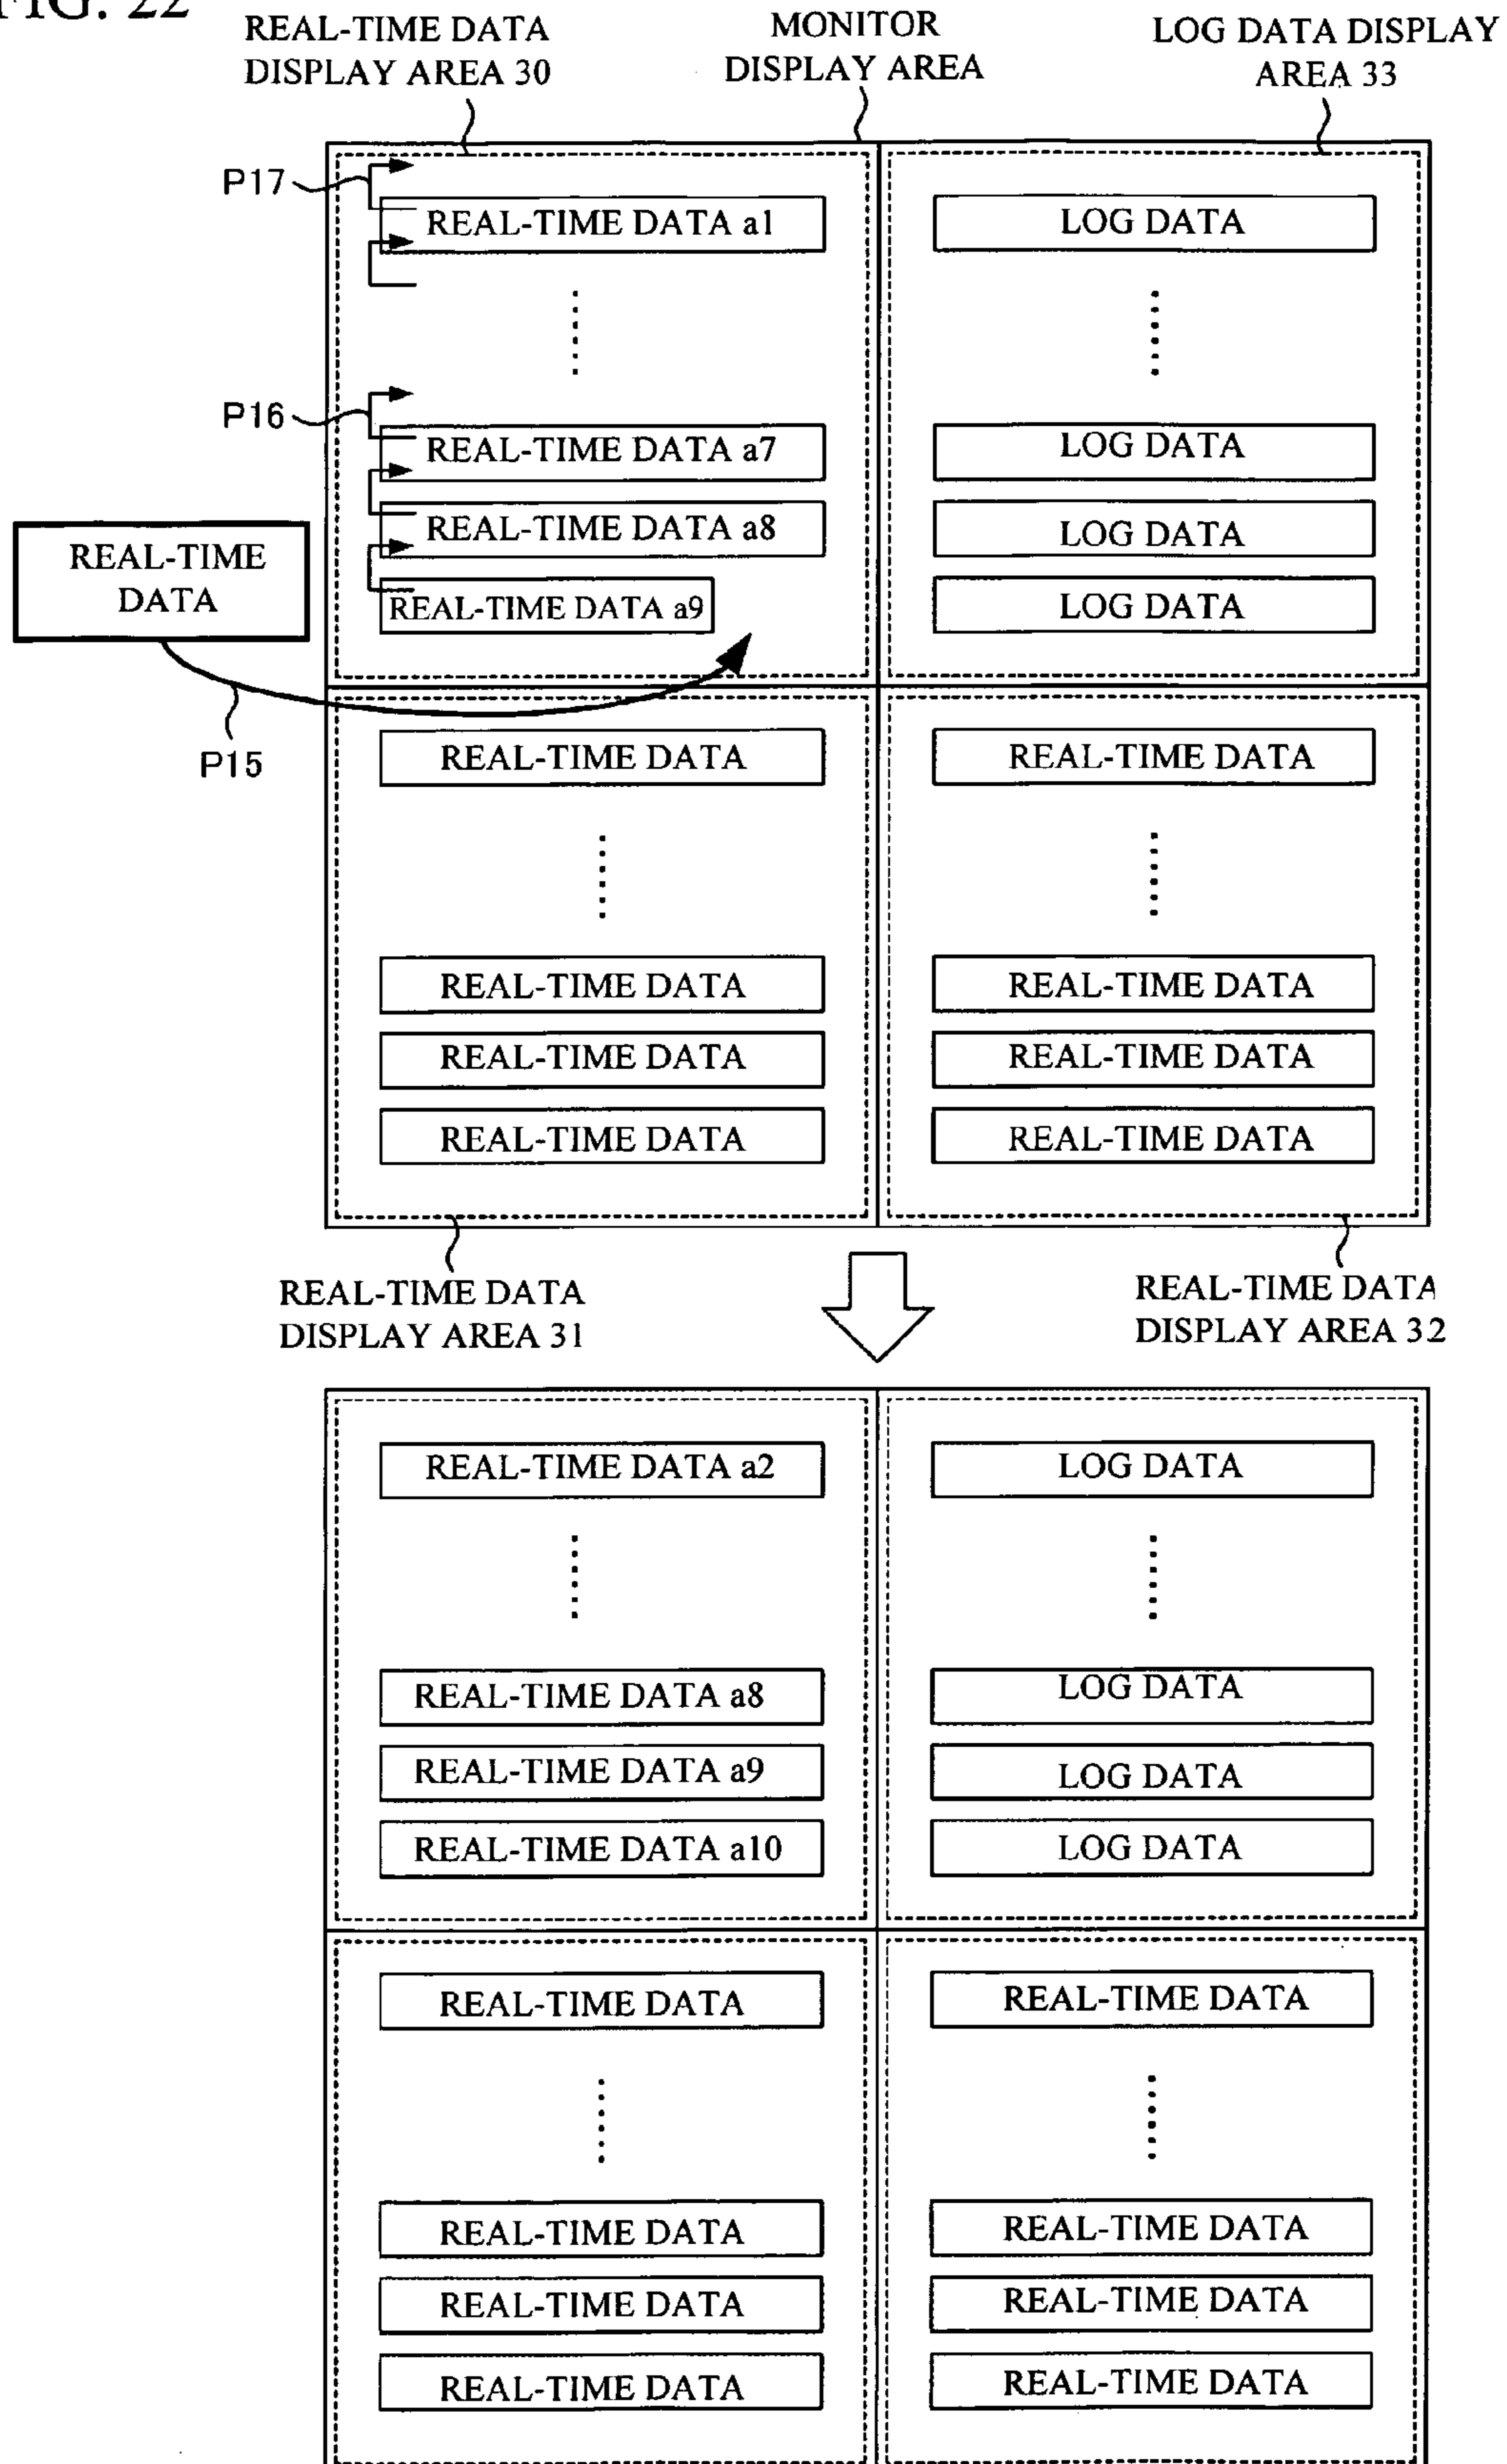 FIG. 22
REAL-TIME DATA
DISPLAY AREA 30
MONITOR
DISPLAY AREA
LOG DATA DISPLAY
AREA 33
P17
REAL-TIME DATA a1
LOG DATA
P16
REAL-TIME DATA a7
LOG DATA
REAL-TIME DATA a8
LOG DATA
REAL-TIME
DATA
REAL-TIME DATA a9
LOG DATA
P15
REAL-TIME DATA
REAL-TIME DATA
REAL-TIME DATA
REAL-TIME DATA
REAL-TIME DATA
REAL-TIME DATA
REAL-TIME DATA
REAL-TIME DATA
REAL-TIME DATA
DISPLAY AREA 31
REAL-TIME DATA
DISPLAY AREA 32
REAL-TIME DATA a2
LOG DATA
REAL-TIME DATA a8
LOG DATA
REAL-TIME DATA a9
LOG DATA
REAL-TIME DATA a10
LOG DATA
REAL-TIME DATA
REAL-TIME DATA
REAL-TIME DATA
REAL-TIME DATA
REAL-TIME DATA
REAL-TIME DATA
REAL-TIME DATA
REAL-TIME DATA